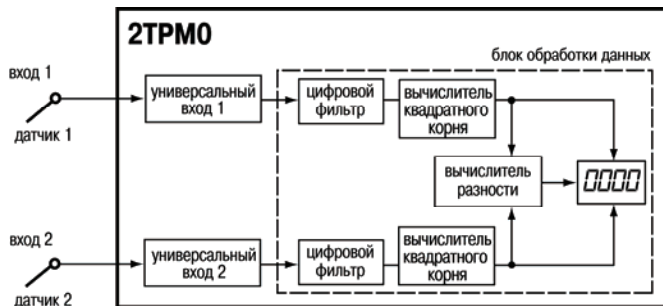 2ТРМ0
блок обработки данных
вход 1
датчик 1
универсальный
вход 1
цифровой
фильтр
вычислитель
квадратного
корня
вычислитель
разности
0000
вход 2
датчик 2
универсальный
вход 2
цифровой
фильтр
вычислитель
квадратного
корня